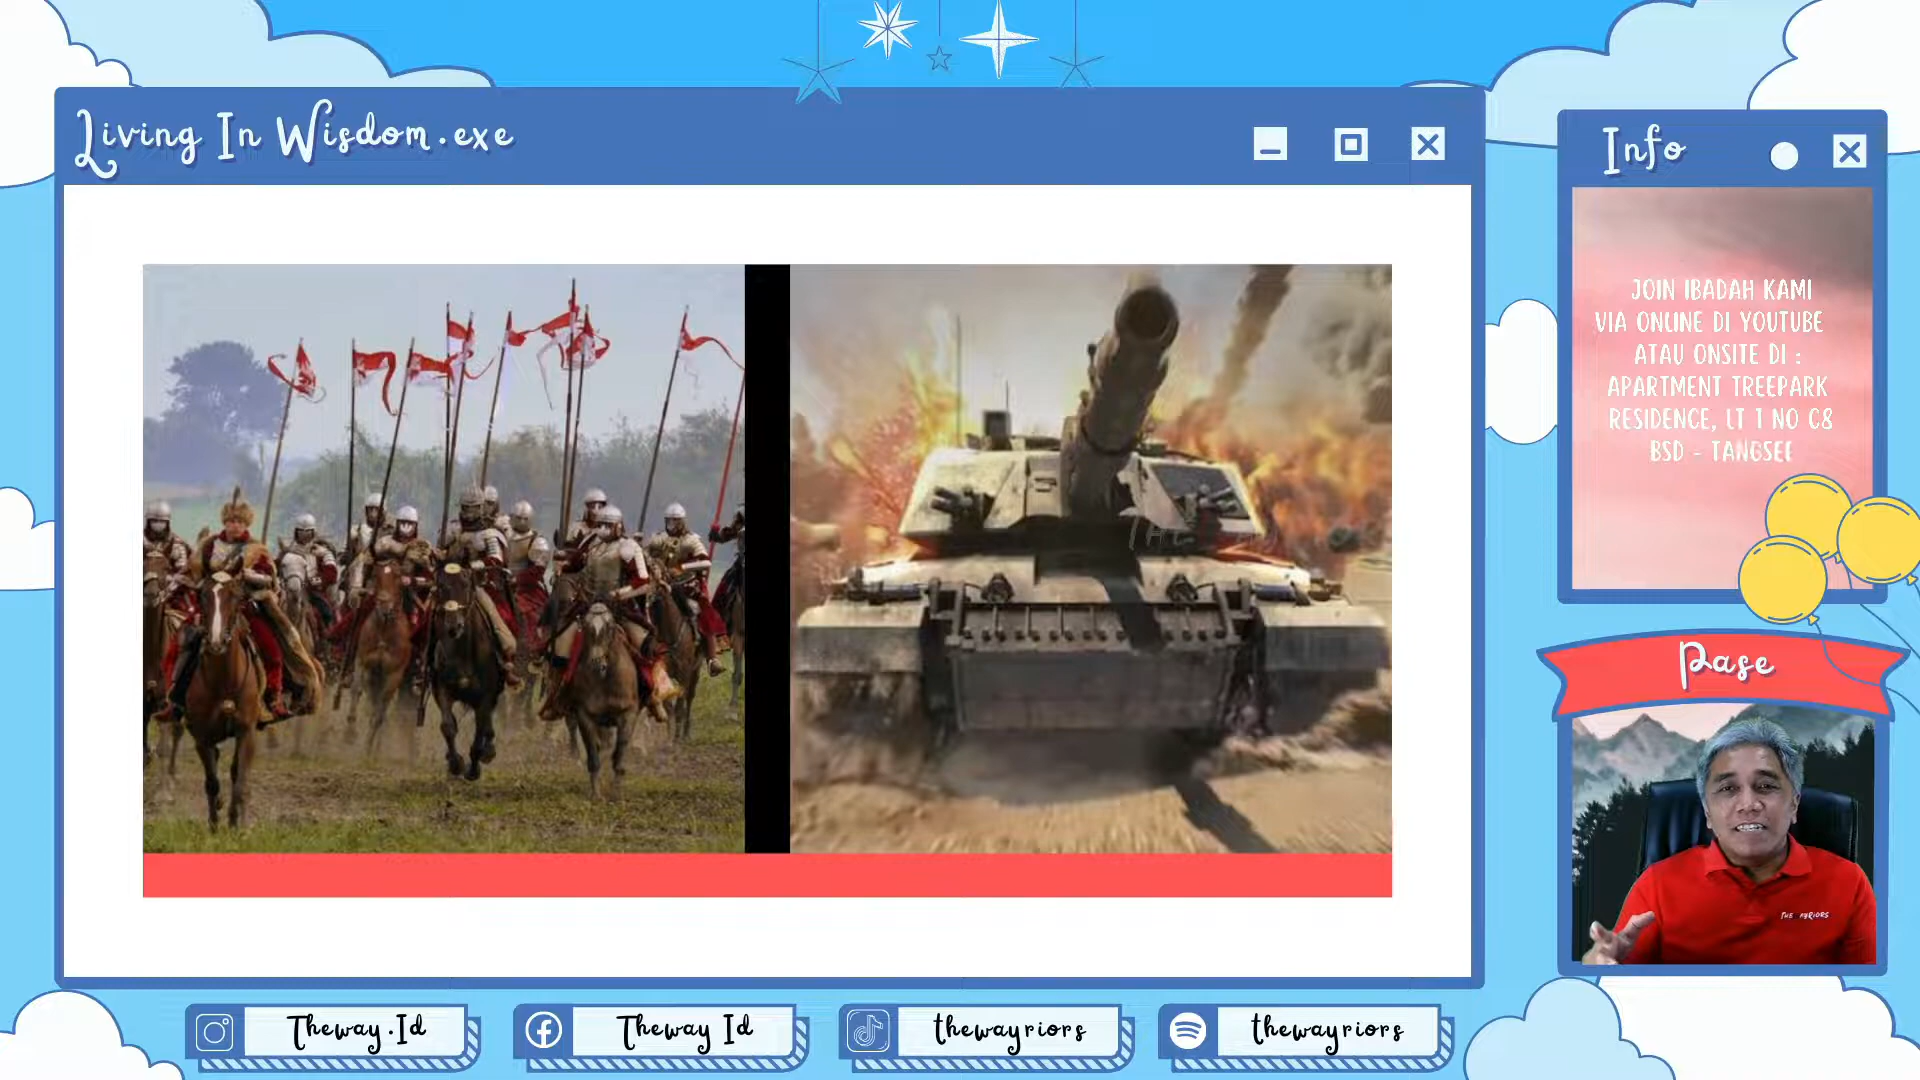 Living In Wisdom.exe
Info
JOIN IBADAH KAMI
VIA ONLINE DI YOUTUBE
ATAU ONSITE DI :
APARTMENT TREEPARK
RESIDENCE, LT 1 NO C8
BSD - TANGSEL
Pase
Theway.Id
Theway Id
thewayriors
thewayriors